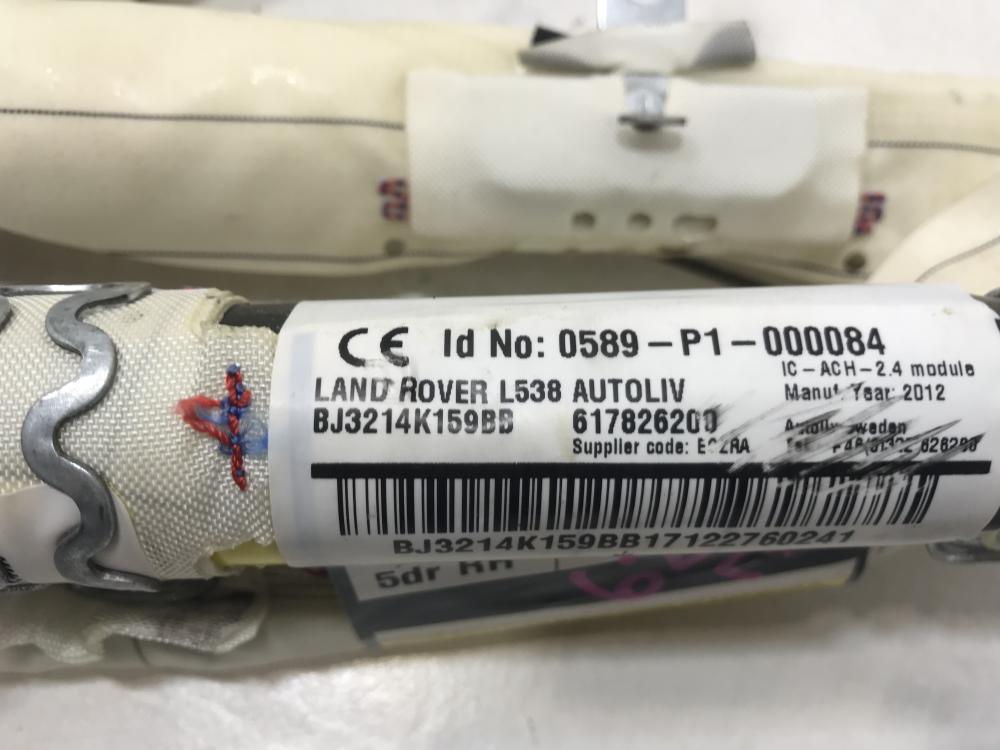 CE Id No: 0589-P1-000084
IC-ACH-2.4 module
LAND ROVER L538 AUTOLIV
Manuf. Year: 2012
BJ3214K159BB 617826200
Supplier code:
BJ3214K159BB17122760241
5dr RH